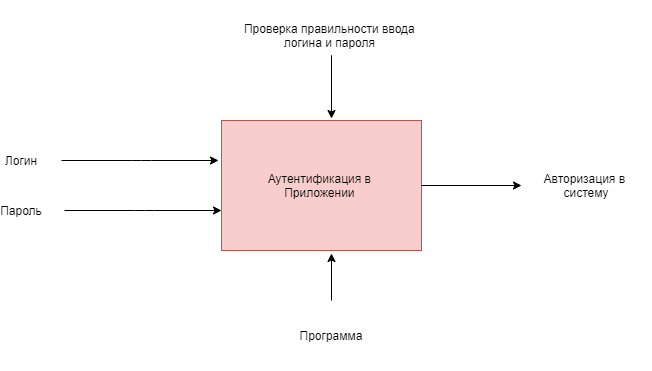 Проверка правильности ввода
логина и пароля
Логин
Пароль
Аутентификация в
Приложении
Авторизация в
систему
Программа